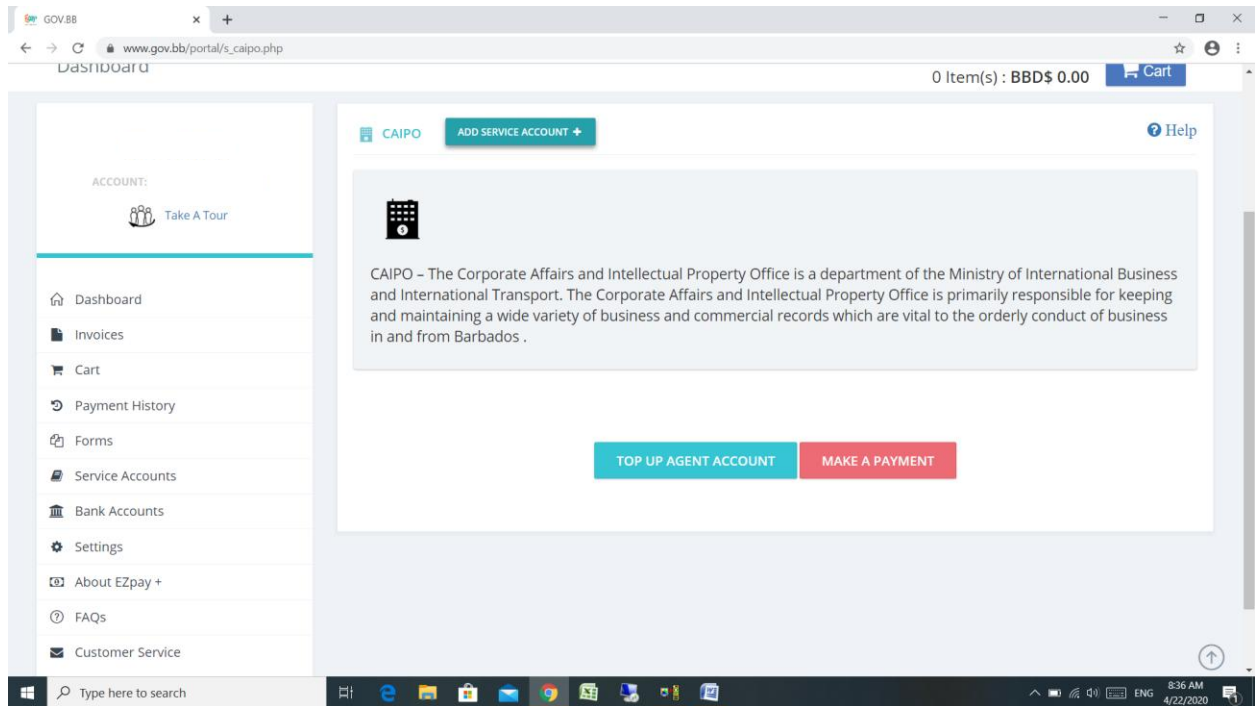 GOV.BB
www.gov.bb/portal/s_caipo.php
Dashboard
0 Item(s) : BBD$ 0.00
Cart
CAIPO
ADD SERVICE ACCOUNT +
Help
ACCOUNT:
Take A Tour
CAIPO – The Corporate Affairs and Intellectual Property Office is a department of the Ministry of International Business
and International Transport. The Corporate Affairs and Intellectual Property Office is primarily responsible for keeping
and maintaining a wide variety of business and commercial records which are vital to the orderly conduct of business
in and from Barbados .
Dashboard
Invoices
Cart
Payment History
Forms
Service Accounts
Bank Accounts
Settings
About EZpay +
FAQs
Customer Service
TOP UP AGENT ACCOUNT
MAKE A PAYMENT
Type here to search
ENG
8:36 AM
4/22/2020